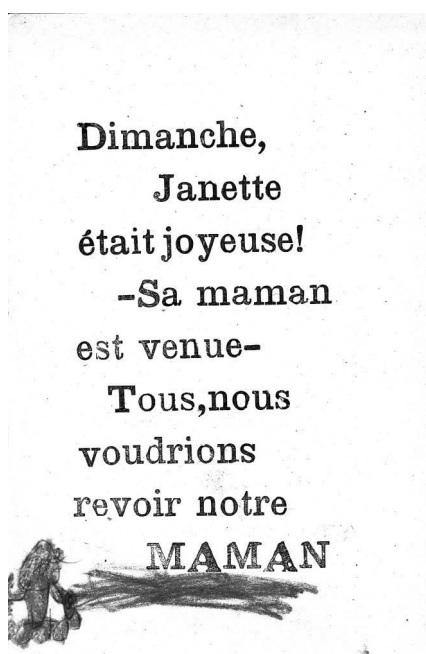 Dimanche,
Janette
était joyeuse!
-Sa maman
est venue-
Tous,nous
voudrions
revoir notre
MAMAN